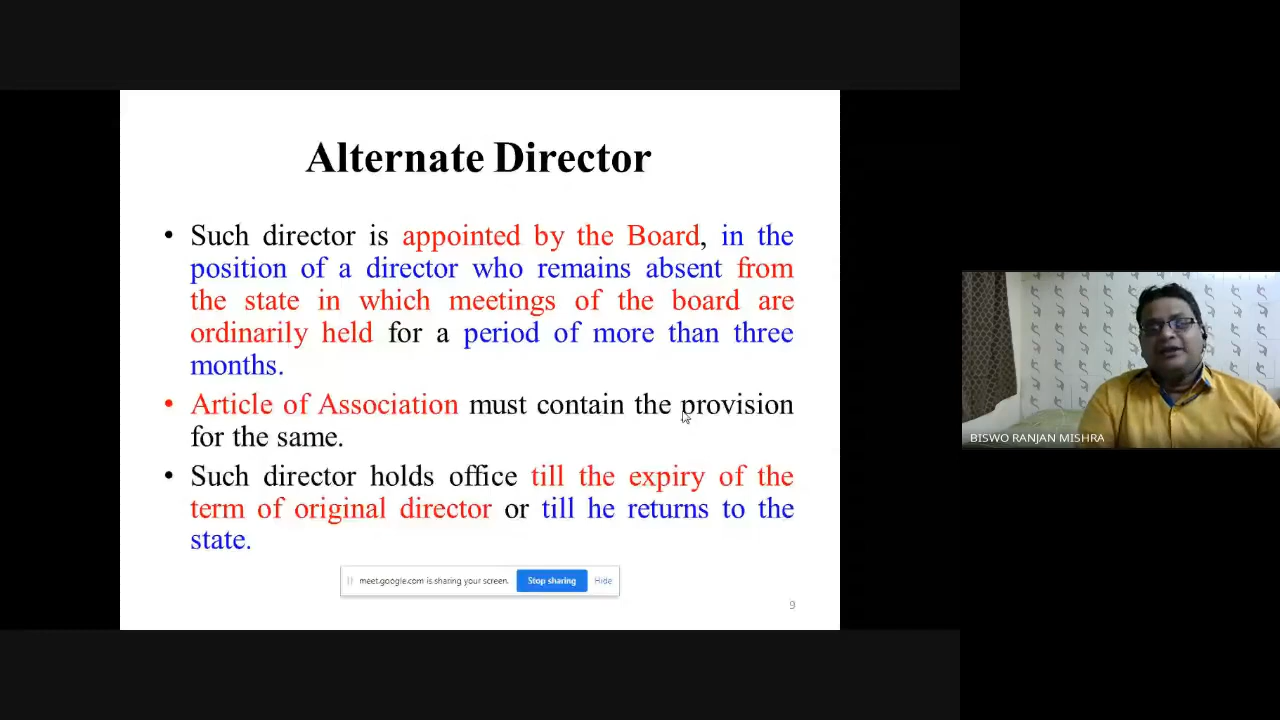 Alternate Director
• Such director is appointed by the Board, in the
position of a director who remains absent from
the state in which meetings of the board are
ordinarily held for a period of more than three
months.
• Article of Association must contain the provision
for the same.
• Such director holds office till the expiry of the
term of original director or till he returns to the
state.
meet.google.com is sharing your screen. Stop sharing Hide
9
BISWO RANJAN MISHRA